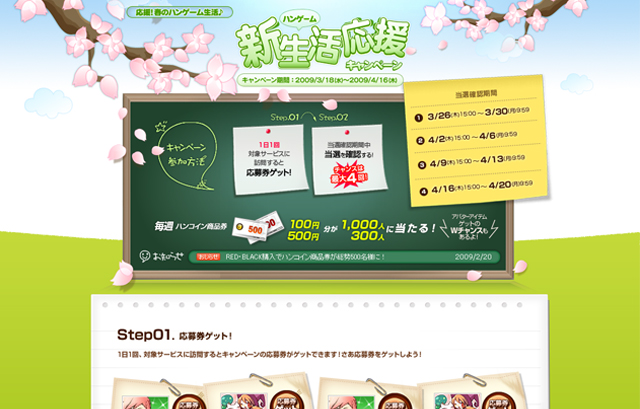 応援!春のハンゲーム生活♪
ハンゲーム
新生活応援
キャンペーン
キャンペーン期間:2009/3/18(水)～2009/4/16(木)
当選確認期間
1 3/26(木)15:00 ～ 3/30(月)9:59
2 4/2(木)15:00 ～ 4/6(月)9:59
3 4/9(木)15:00 ～ 4/13(月)9:59
4 4/16(木)15:00 ～ 4/20(月)9:59
キャンペーン
参加方法
Step.01 Step.02
1日1回
対象サービスに
訪問すると
応募券ゲット!
当選確認期間中
当選を確認する!
チャンスは
最大4回!
毎週 ハンコイン商品券
500
100円
500円
分が
1,000人
300人
に当たる!
アバターアイテム
ゲットの
Wチャンスも
あるよ!
お知らせ
おしらせ RED-BLACK購入でハンコイン商品券が総勢500名様に! 2009/2/20
Step01. 応募券ゲット!
1日1回、対象サービスに訪問するとキャンペーンの応募券がゲットできます!さあ応募券をゲットしよう!
応募券
応募券
応募券
応募券